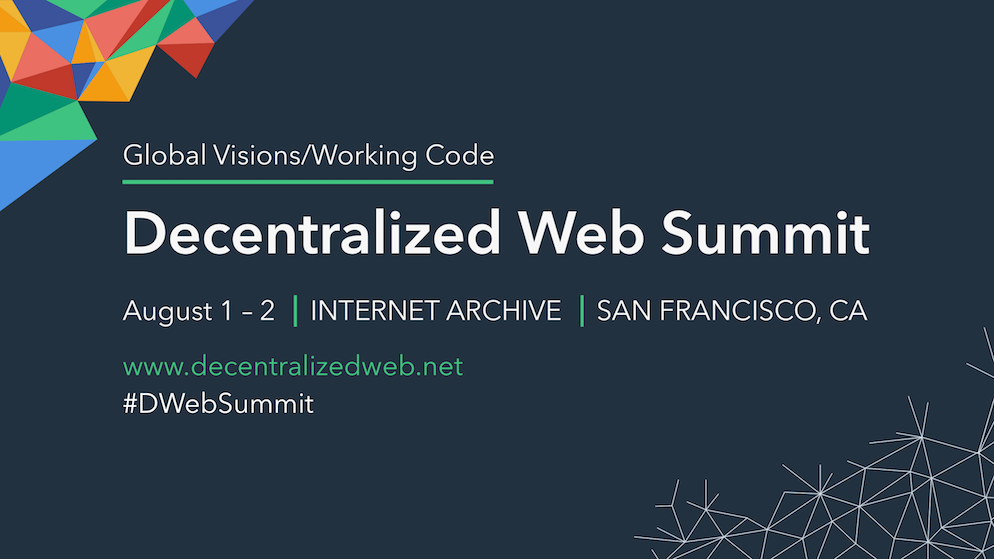 Global Visions/Working Code
Decentralized Web Summit
August 1 – 2 | INTERNET ARCHIVE | SAN FRANCISCO, CA
www.decentralizedweb.net
#DWebSummit